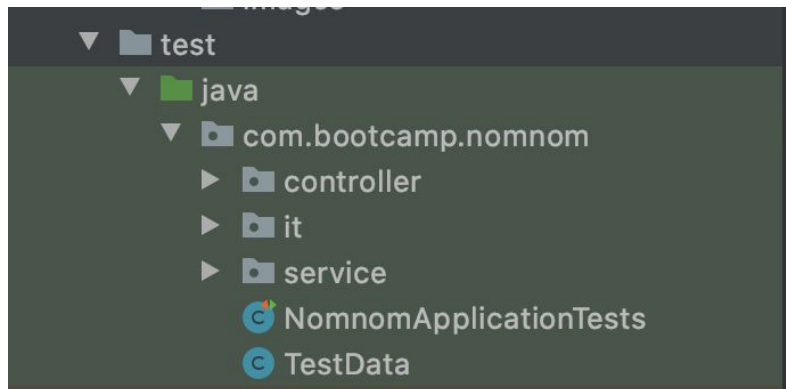 test
java
com.bootcamp.nomnom
controller
it
service
NomnomApplicationTests
TestData